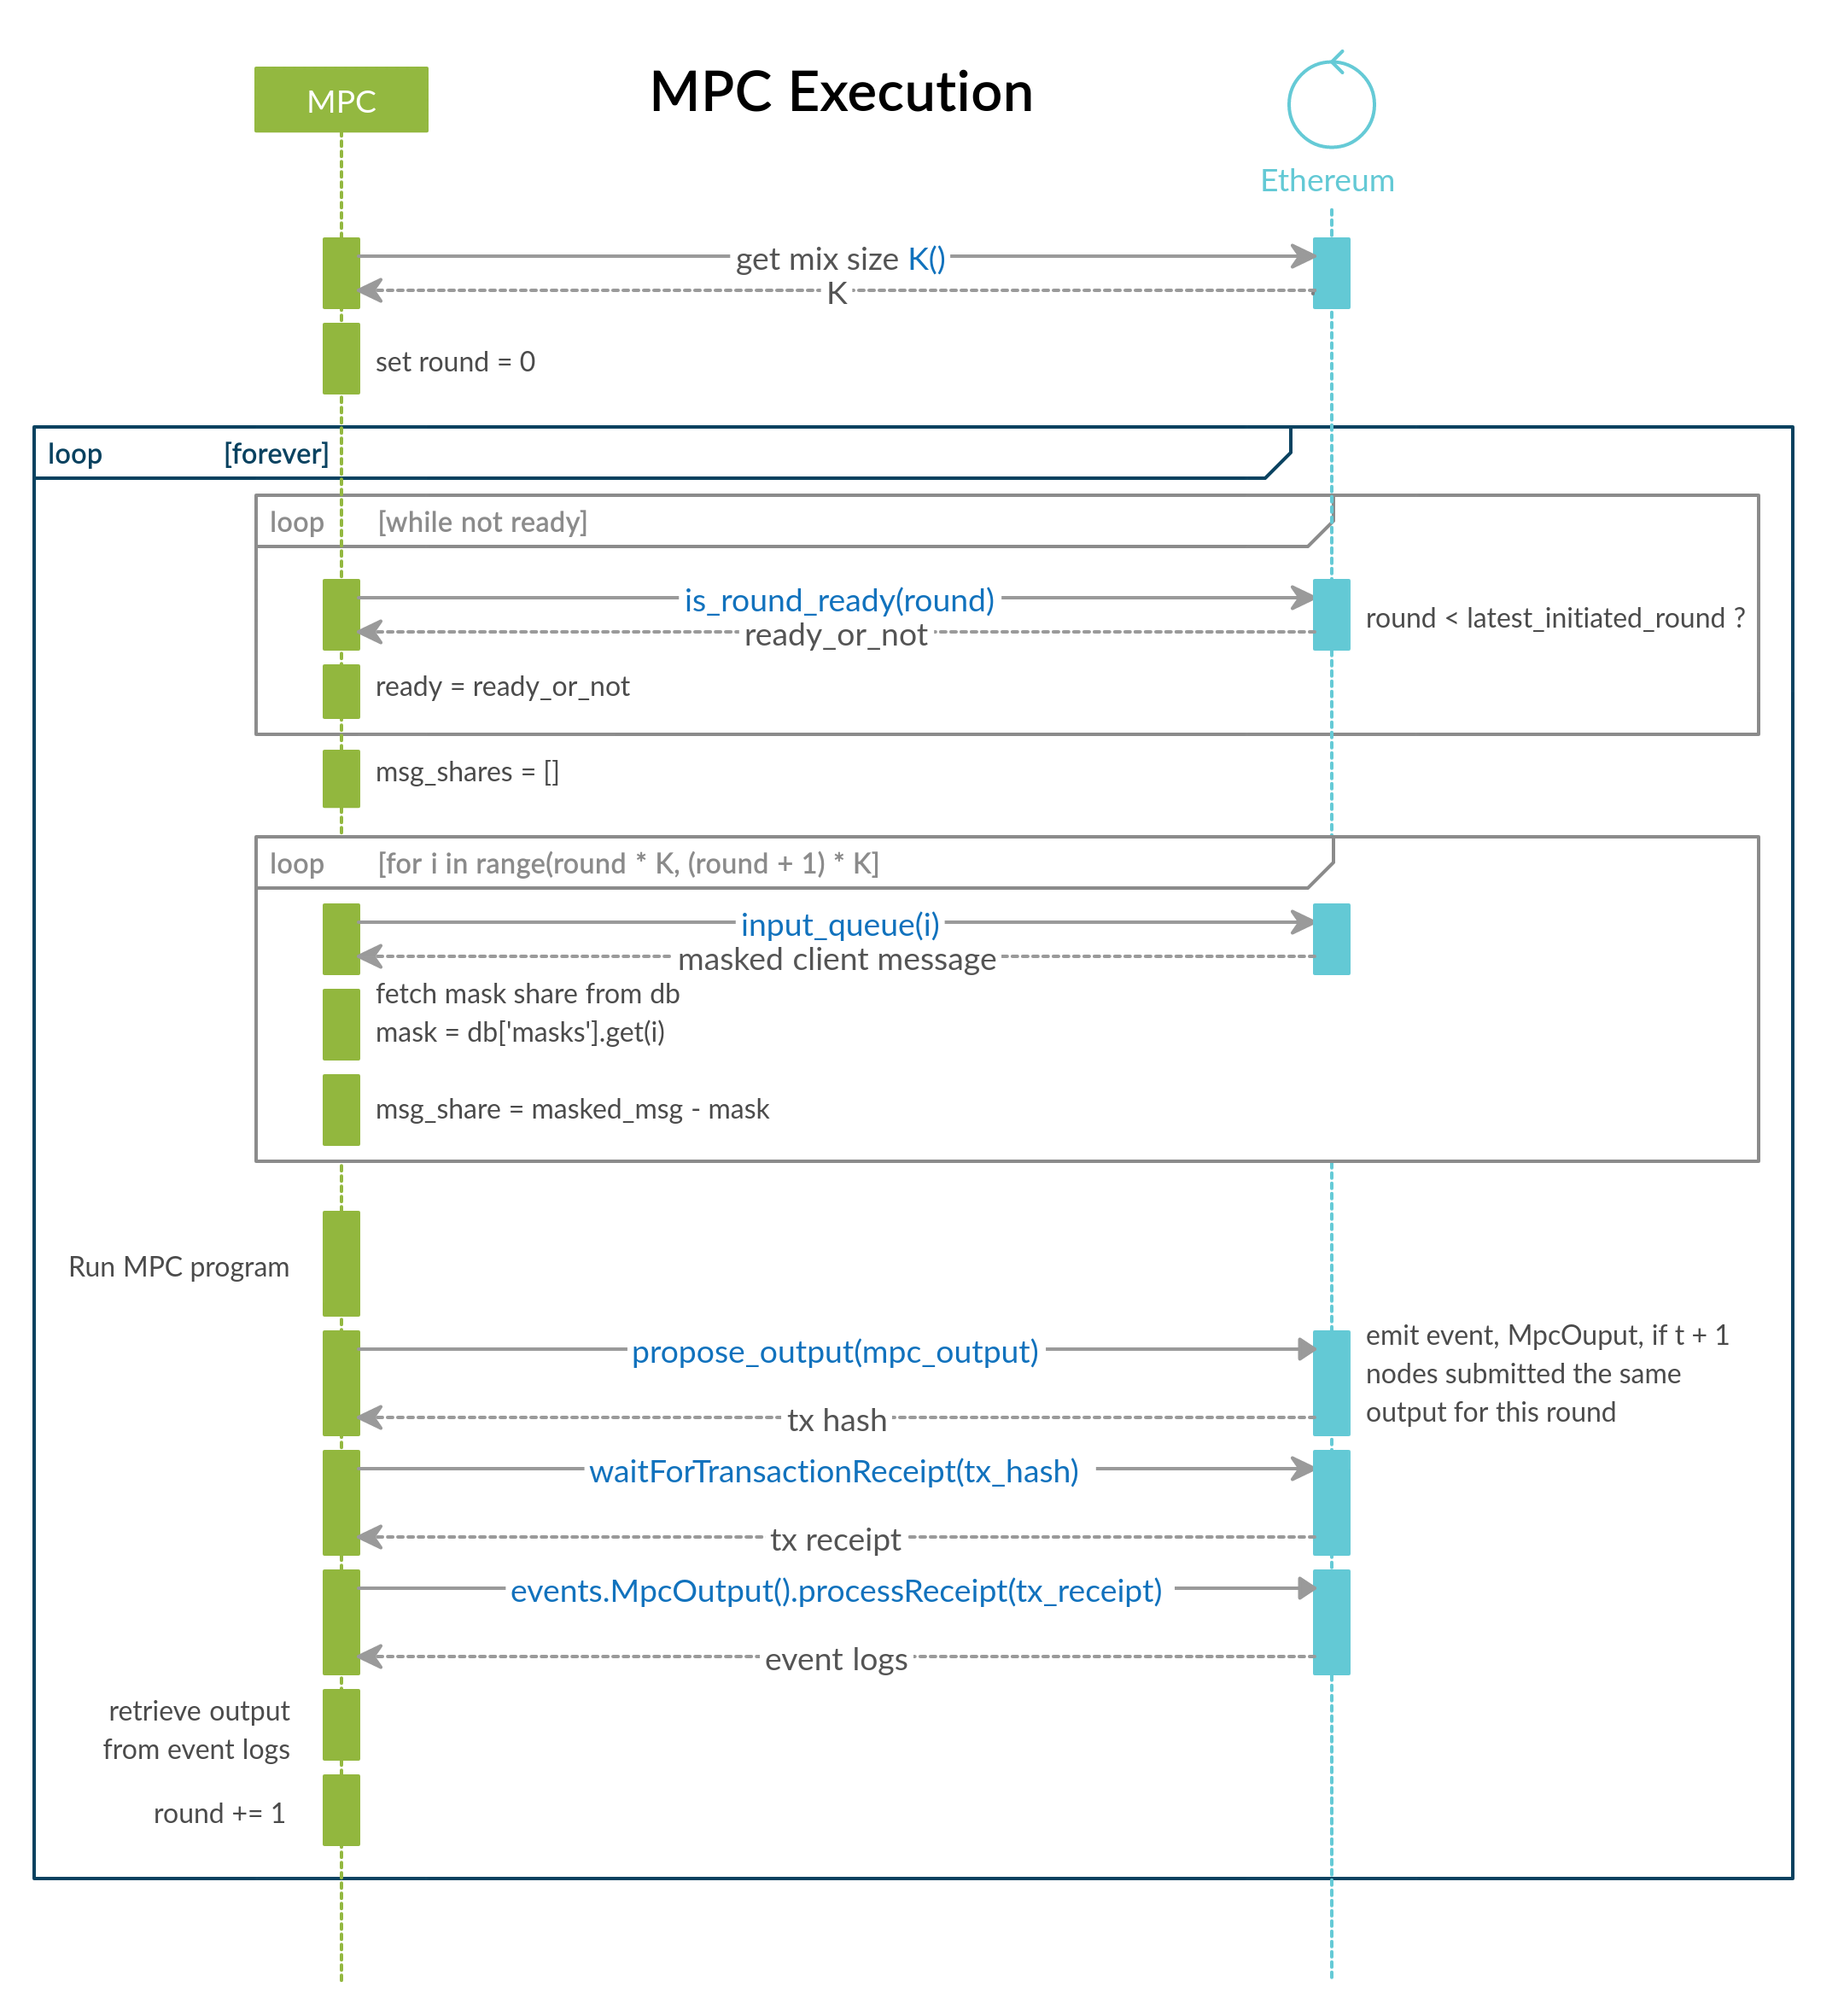 MPC Execution
MPC
Ethereum
get mix size K()
K
set round = 0
loop [forever]
loop [while not ready]
is_round_ready(round)
round < latest_initiated_round ?
ready_or_not
ready = ready_or_not
msg_shares = []
loop [for i in range(round * K, (round + 1) * K]
input_queue(i)
masked client message
fetch mask share from db
mask = db['masks'].get(i)
msg_share = masked_msg - mask
Run MPC program
propose_output(mpc_output)
emit event, MpcOuput, if t + 1
nodes submitted the same
output for this round
tx hash
waitForTransactionReceipt(tx_hash)
tx receipt
events.MpcOutput().processReceipt(tx_receipt)
event logs
retrieve output
from event logs
round += 1